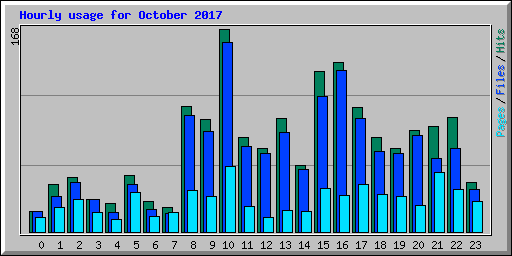 Hourly usage for October 2017
168
Pages / Files / Hits
0 1 2 3 4 5 6 7 8 9 10 11 12 13 14 15 16 17 18 19 20 21 22 23